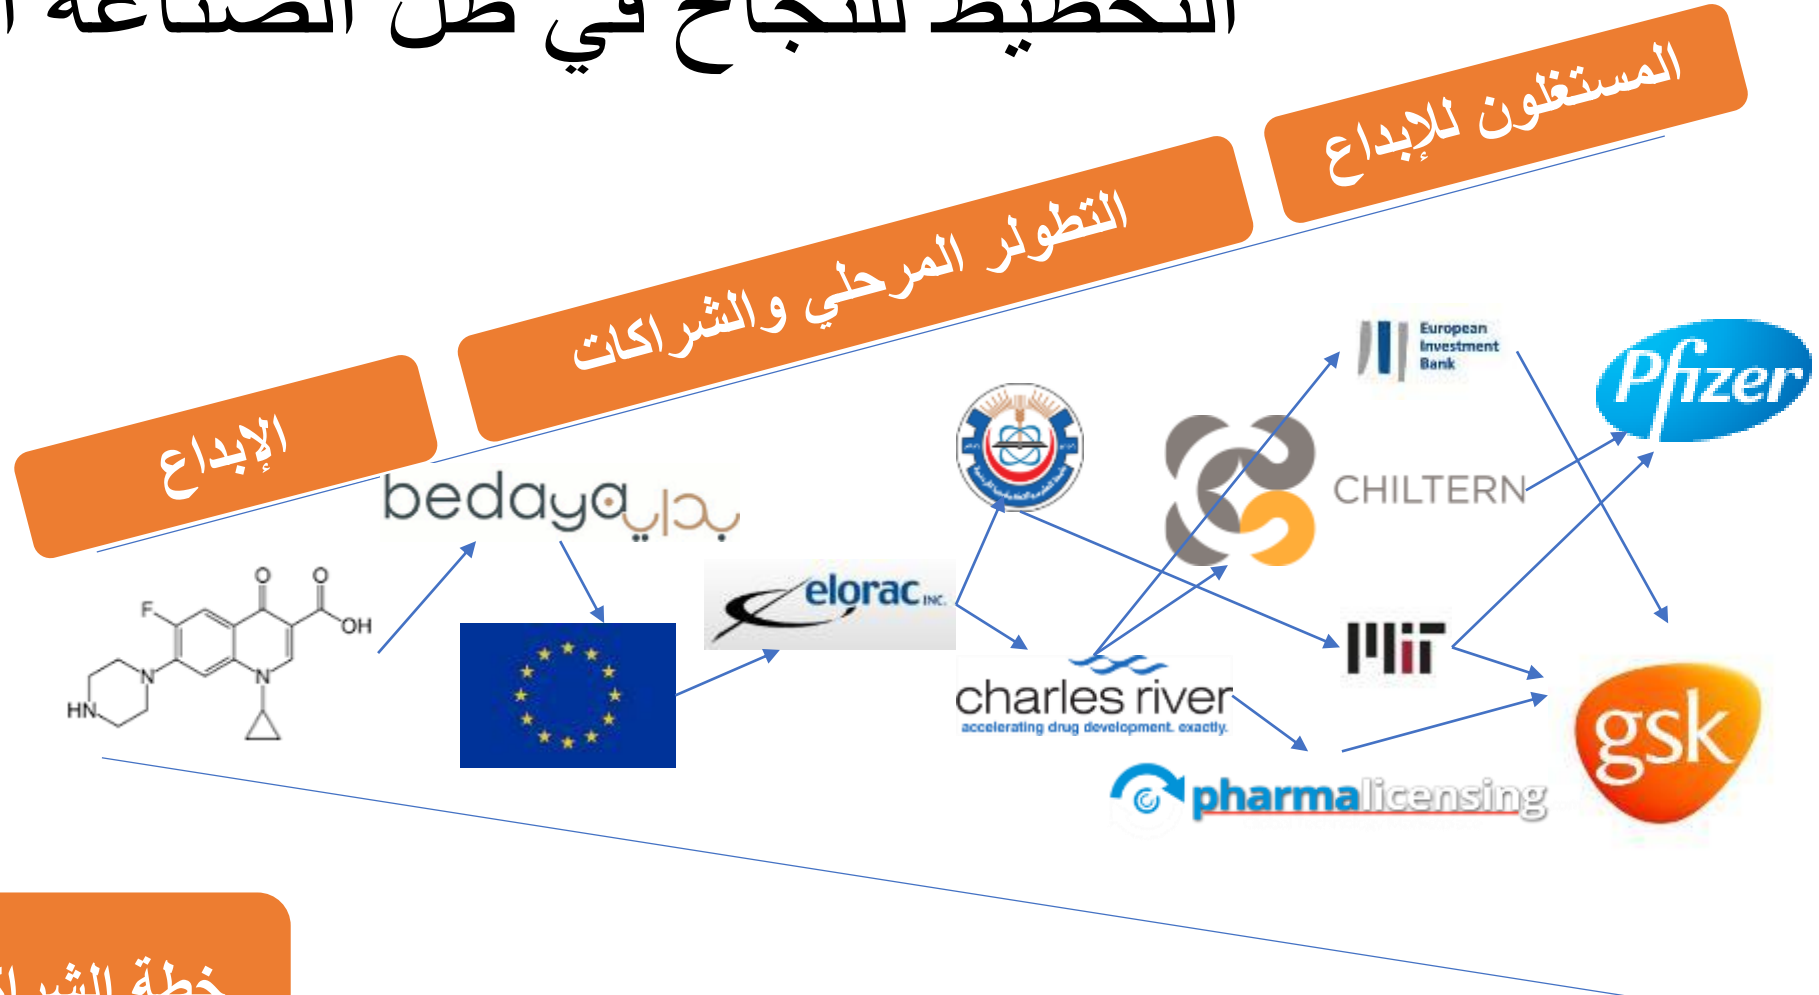 التخطيط للنجاح في ظل الصناعة
المستغلون للإبداع
التطولر المرحلي والشراكات
الإبداع
European
Investment
Bank
Pfizer
bedaya بداية
CHILTERN
elorac INC.
F
O
O
OH
N
N
HN
MIT
charles river
accelerating drug development. exactly.
gsk
pharmalicensing
خطة